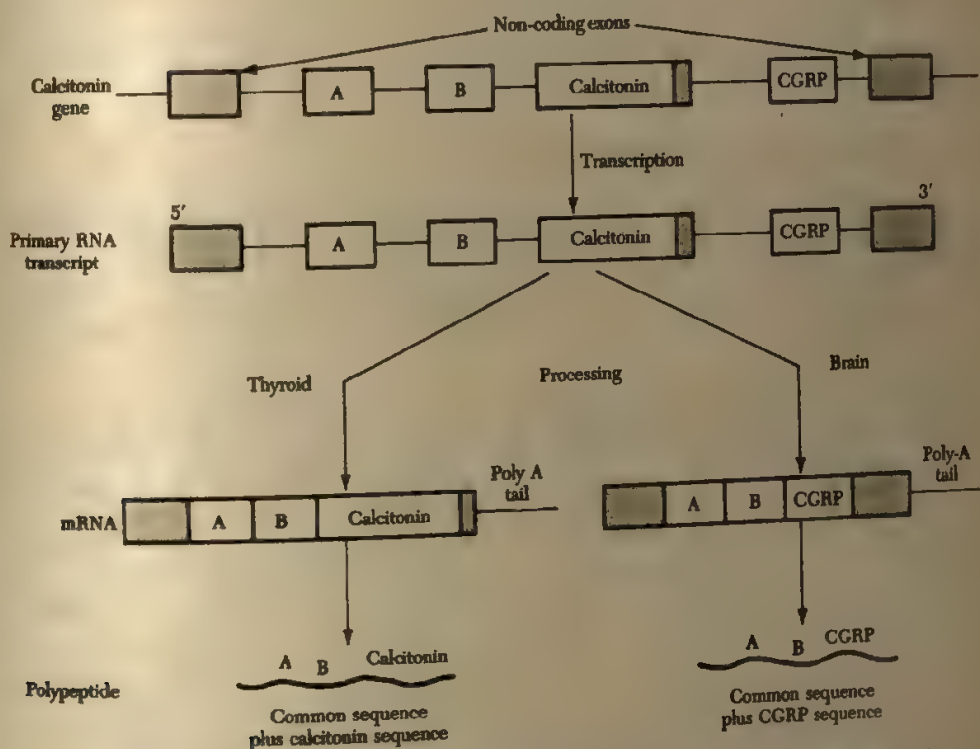 Non-coding exons
Calcitonin
gene
A
B
Calcitonin
CGRP
Transcription
5′
3′
Primary RNA
transcript
A
B
Calcitonin
CGRP
Thyroid
Processing
Brain
Poly A
tail
Poly-A
tail
mRNA
A
B
Calcitonin
A
B
CGRP
A B Calcitonin
A B CGRP
Polypeptide
Common sequence
plus calcitonin sequence
Common sequence
plus CGRP sequence